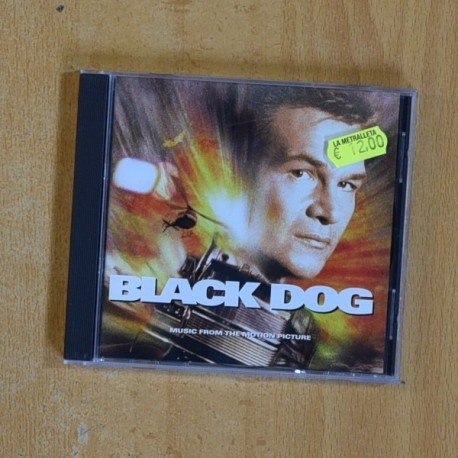 LA METRALLETA
€ 12.00
BLACK DOG
MUSIC FROM THE MOTION PICTURE